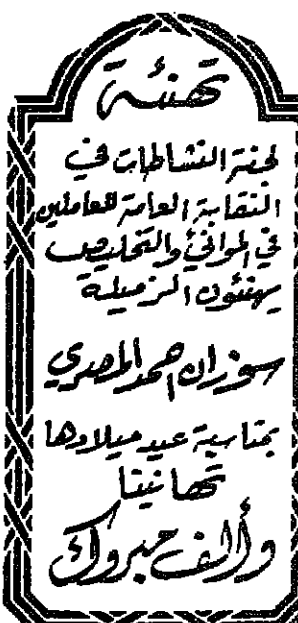 تهنئة
لجنة النشاطات في
النقابة العامة للعاملين
في الموانئ والتخليص
يهنئون الزميلة
سوزان احمد المصري
بمناسبة عيد ميلادها
تهانينا
وألف مبروك